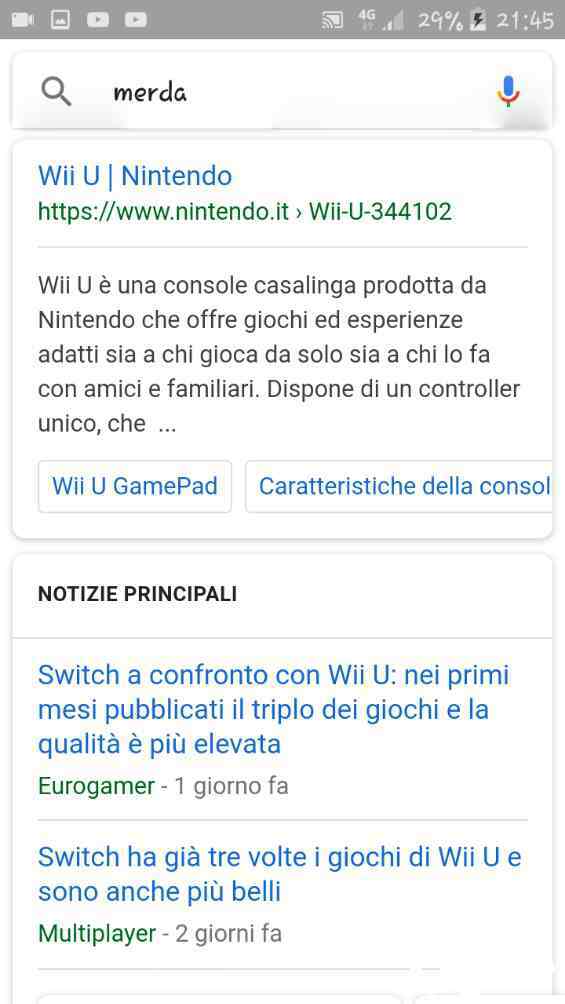 4G 29% 21:45
merda
Wii U | Nintendo
https://www.nintendo.it › Wii-U-344102
Wii U è una console casalinga prodotta da
Nintendo che offre giochi ed esperienze
adatti sia a chi gioca da solo sia a chi lo fa
con amici e familiari. Dispone di un controller
unico, che ...
Wii U GamePad Caratteristiche della consol
NOTIZIE PRINCIPALI
Switch a confronto con Wii U: nei primi
mesi pubblicati il triplo dei giochi e la
qualità è più elevata
Eurogamer - 1 giorno fa
Switch ha già tre volte i giochi di Wii U e
sono anche più belli
Multiplayer - 2 giorni fa